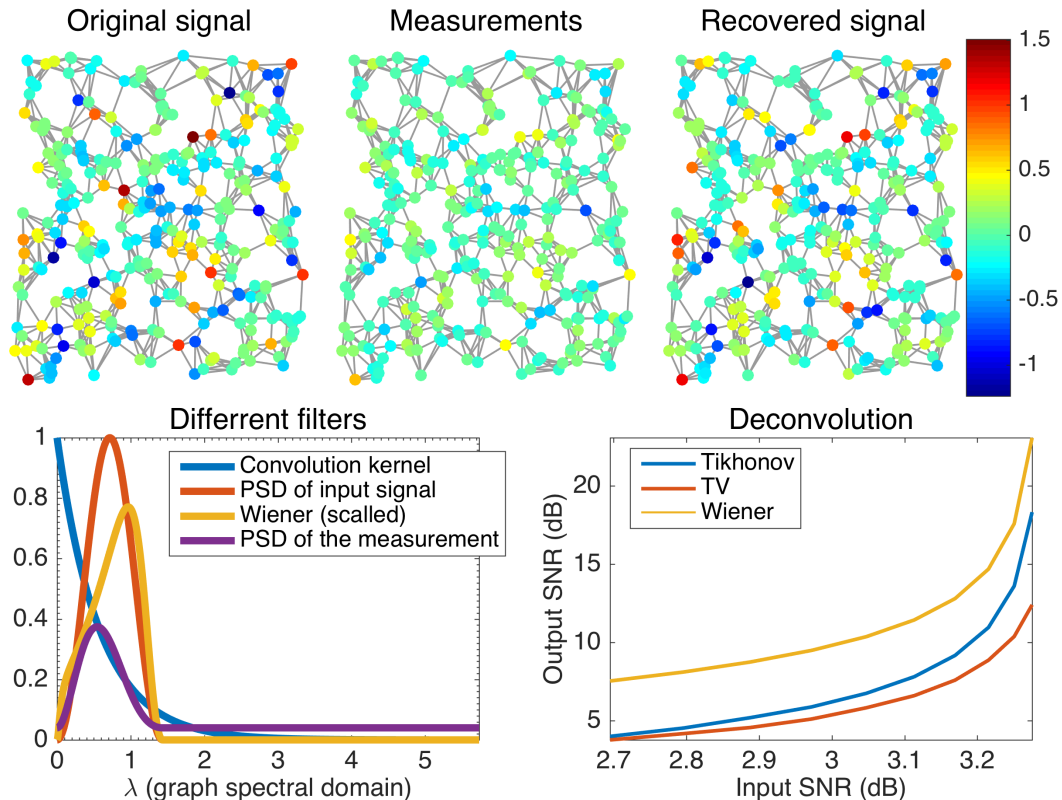 Original signal
Measurements
Recovered signal
1.5
1
0.5
0
-0.5
-1
Differrent filters
1
0.8
0.6
0.4
0.2
0
0 1 2 3 4 5
λ (graph spectral domain)
Convolution kernel
PSD of input signal
Wiener (scalled)
PSD of the measurement
Deconvolution
Output SNR (dB)
20
15
10
5
2.7 2.8 2.9 3 3.1 3.2
Input SNR (dB)
Tikhonov
TV
Wiener